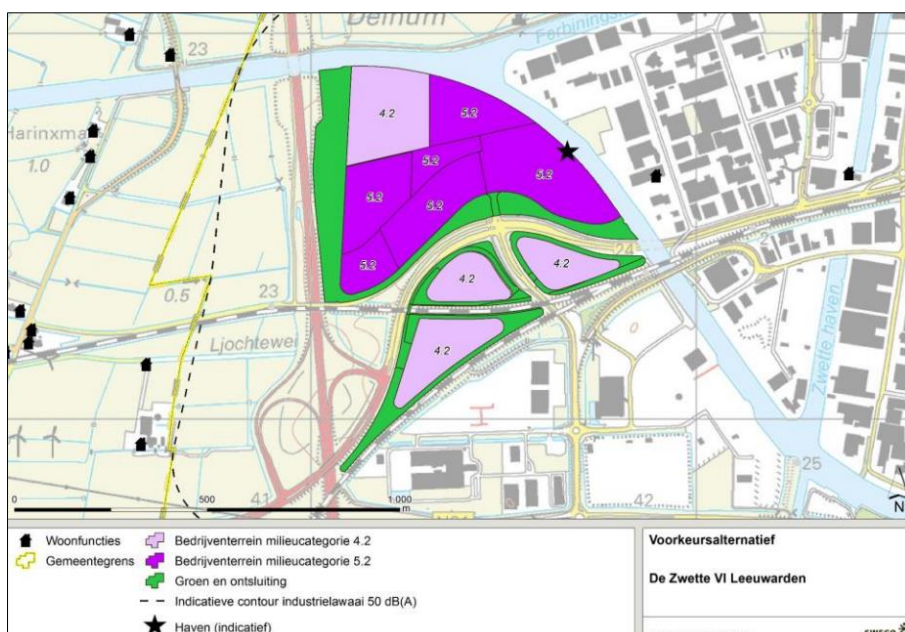 Deinum
Ferbiningsk
23
Harinxma
1.0
4.2
5.2
5.2
5.2
5.2
5.2
5.2
24
4.2
4.2
0.5
23
2
Ljochtewei
4.2
0
Zwette haven
H
25
41
42
0
500
1 000
m
N
Woonfuncties
Gemeentegrens
Bedrijventerrein milieucategorie 4.2
Bedrijventerrein milieucategorie 5.2
Groen en ontsluiting
Indicatieve contour industrielawaai 50 dB(A)
Haven (indicatief)
Voorkeursalternatief
De Zwette VI Leeuwarden
SWECO